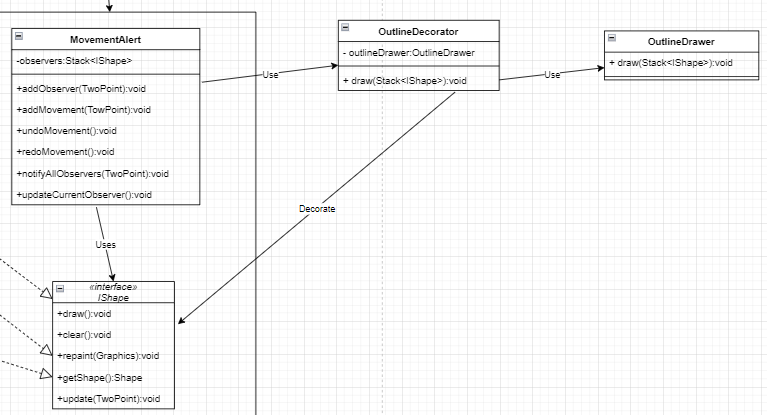 MovementAlert
-observers:Stack<IShape>
+addObserver(TwoPoint):void
+addMovement(TowPoint):void
+undoMovement():void
+redoMovement():void
+notifyAllObservers(TwoPoint):void
+updateCurrentObserver():void
Use
OutlineDecorator
- outlineDrawer:OutlineDrawer
+ draw(Stack<IShape>):void
Use
OutlineDrawer
+ draw(Stack<IShape>):void
Decorate
Uses
«interface»
IShape
+draw():void
+clear():void
+repaint(Graphics):void
+getShape():Shape
+update(TwoPoint):void